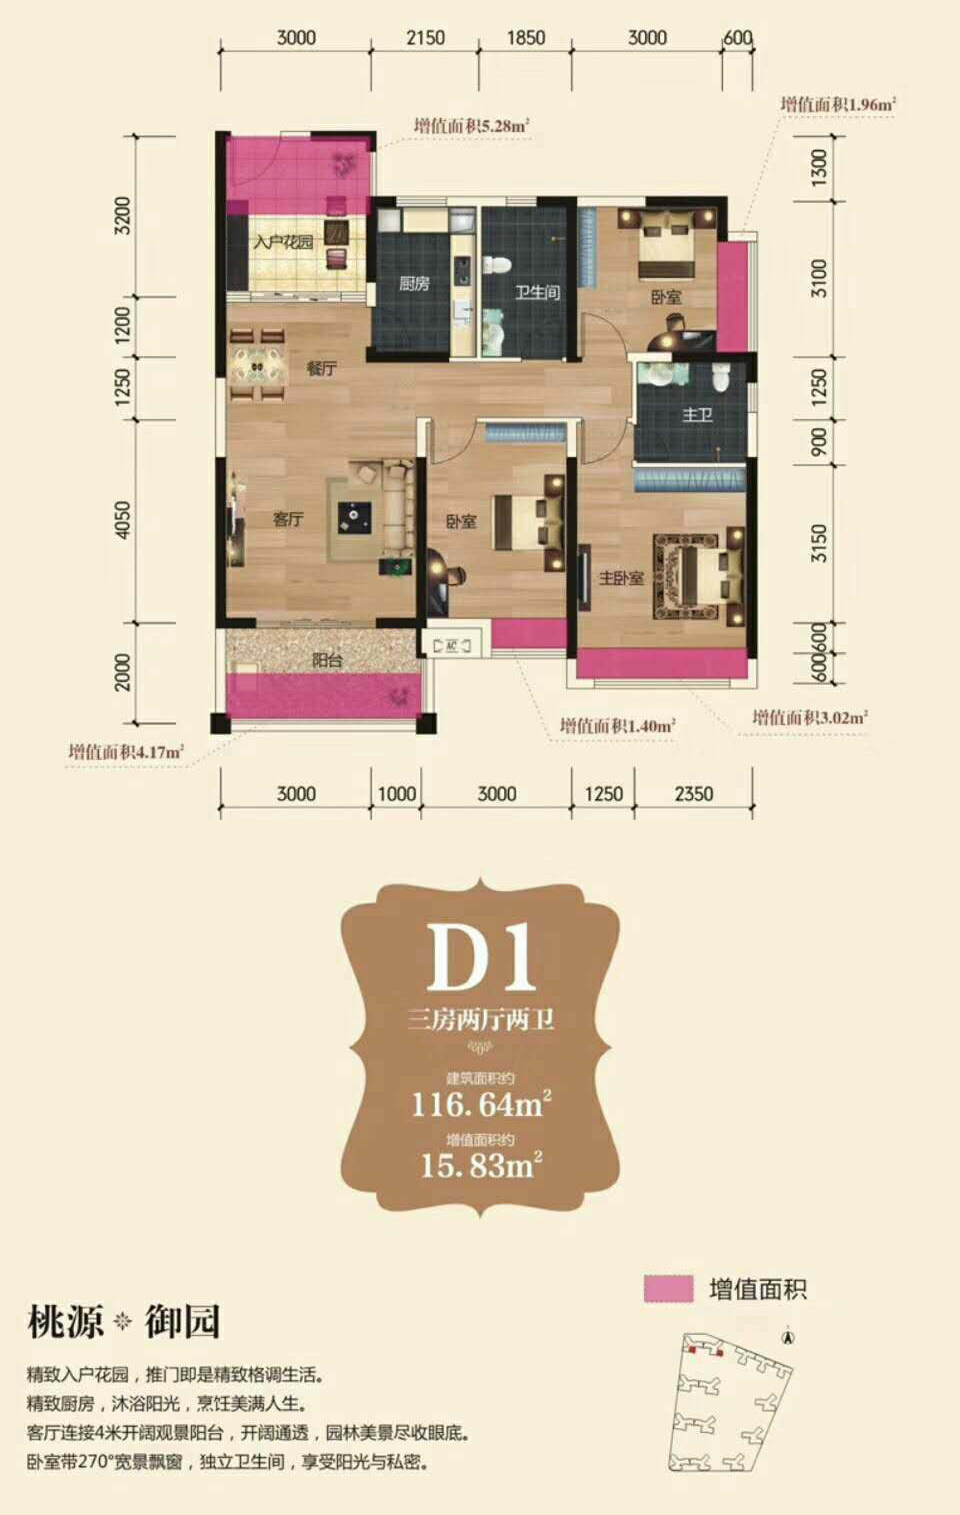 3000 2150 1850 3000 600
增值面积1.96m²
增值面积5.28m²
3200
1200
1250
4050
2000
1300
3100
1250
900
3150
600
600
入户花园
厨房
卫生间
卧室
餐厅
主卫
客厅
卧室
主卧室
阳台
AC
增值面积1.40m²
增值面积3.02m²
增值面积4.17m²
3000 1000 3000 1250 2350
D1
三房两厅两卫
建筑面积约
116.64m²
增值面积约
15.83m²
增值面积
桃源 御园
精致入户花园，推门即是精致格调生活。
精致厨房，沐浴阳光，烹饪美满人生。
客厅连接4米开阔观景阳台，开阔通透，园林美景尽收眼底。
卧室带270°宽景飘窗，独立卫生间，享受阳光与私密。